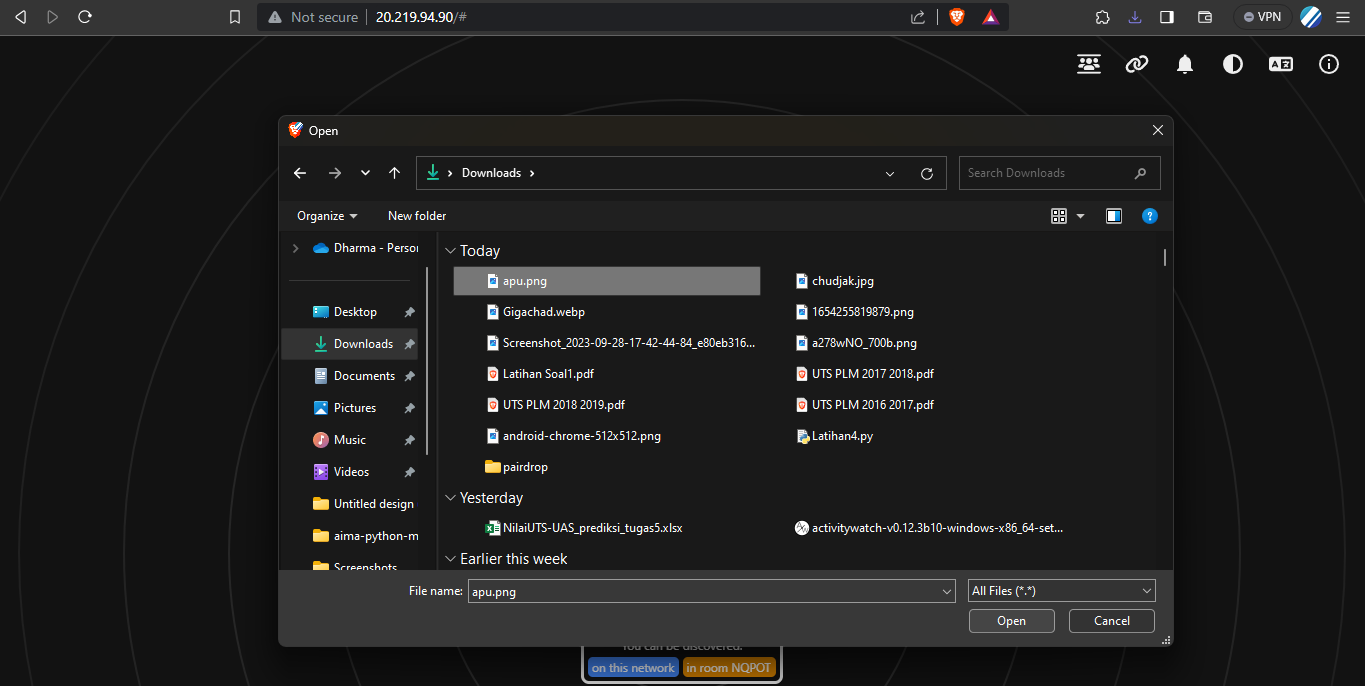 Not secure 20.219.94.90/# VPN
Open
Downloads
Search Downloads
Organize New folder
Dharma - Persor
Desktop
Downloads
Documents
Pictures
Music
Videos
Untitled design
aima-python-m
Screenshots
Today
apu.png chudjak.jpg
Gigachad.webp 1654255819879.png
Screenshot_2023-09-28-17-42-44-84_e80eb316... a278wNO_700b.png
Latihan Soal1.pdf UTS PLM 2017 2018.pdf
UTS PLM 2018 2019.pdf UTS PLM 2016 2017.pdf
android-chrome-512x512.png Latihan4.py
pairdrop
Yesterday
NilaiUTS-UAS_prediksi_tugas5.xlsx activitywatch-v0.12.3b10-windows-x86_64-set...
Earlier this week
File name: apu.png All Files (*.*)
Open Cancel
You can be discovered:
on this network in room NQPOT